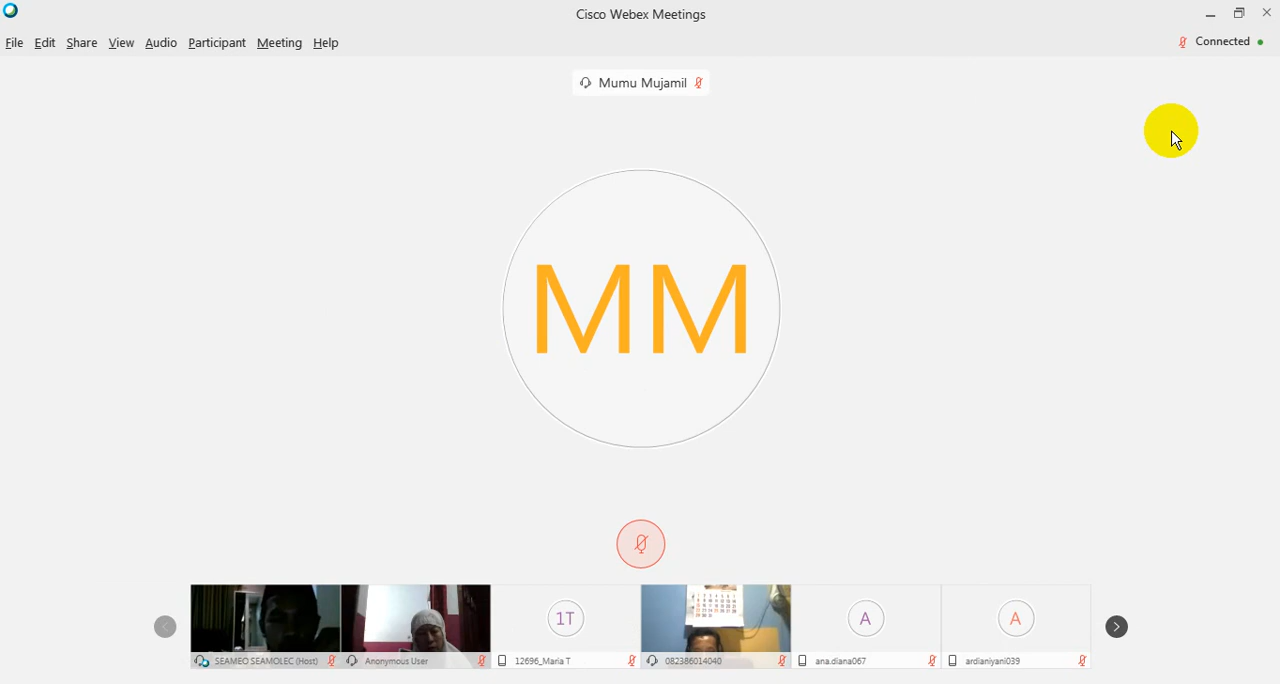 Cisco Webex Meetings
File Edit Share View Audio Participant Meeting Help
Connected
Mumu Mujamil
MM
1T
A
A
SEAMEO SEAMOLEC (Host)
Anonymous User
12696_Maria T
082386014040
ana.diana067
ardianiyani039